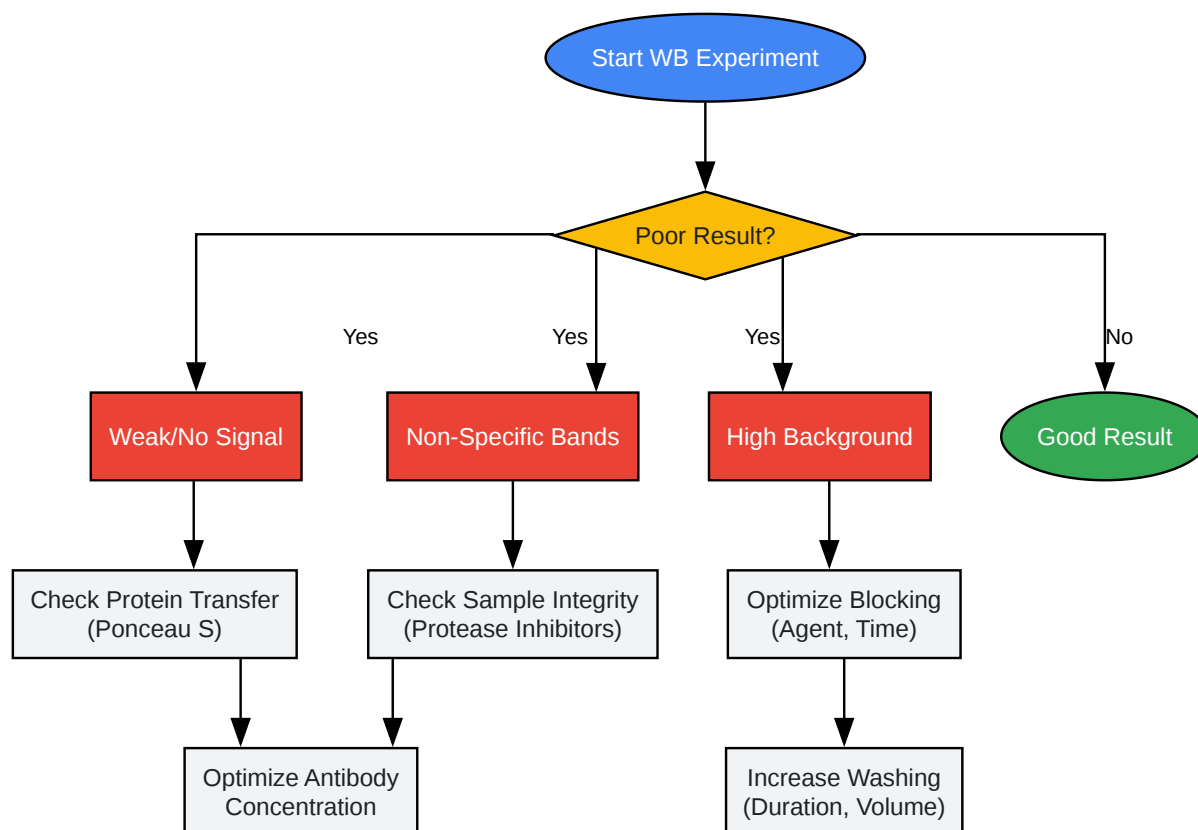 Start WB Experiment
Poor Result?
Yes
Yes
Yes
No
Weak/No Signal
Non-Specific Bands
High Background
Good Result
Check Protein Transfer
(Ponceau S)
Check Sample Integrity
(Protease Inhibitors)
Optimize Blocking
(Agent, Time)
Optimize Antibody
Concentration
Increase Washing
(Duration, Volume)